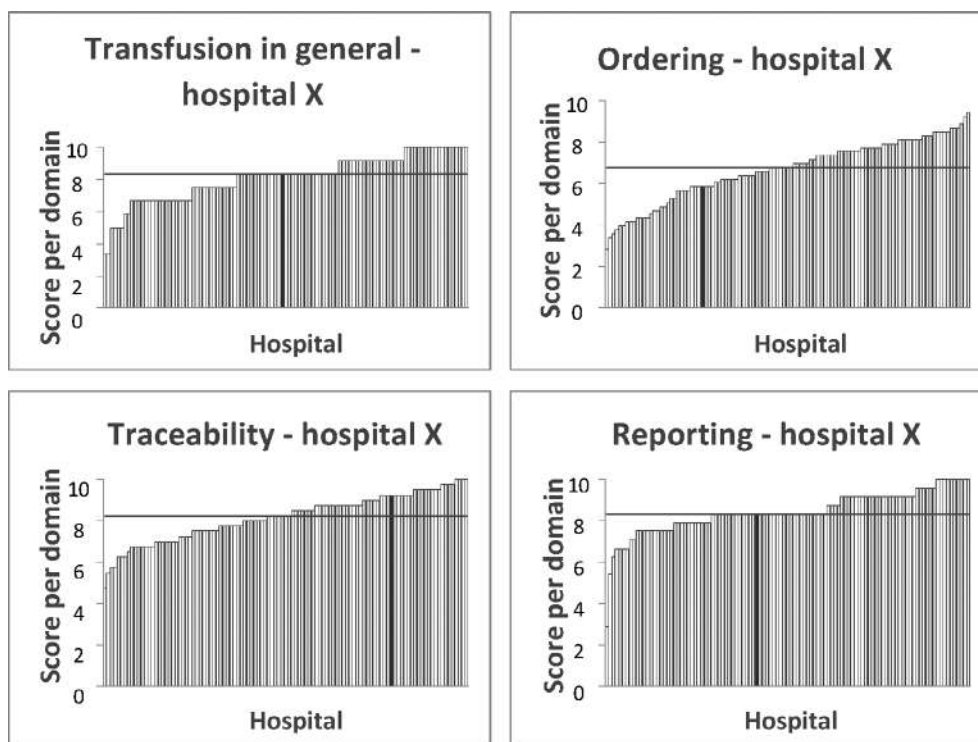 Transfusion in general -
hospital X
10
8
6
4
2
0
Score per domain
Hospital
Ordering - hospital X
10
8
6
4
2
0
Score per domain
Hospital
Traceability - hospital X
10
8
6
4
2
0
Score per domain
Hospital
Reporting - hospital X
10
8
6
4
2
0
Score per domain
Hospital